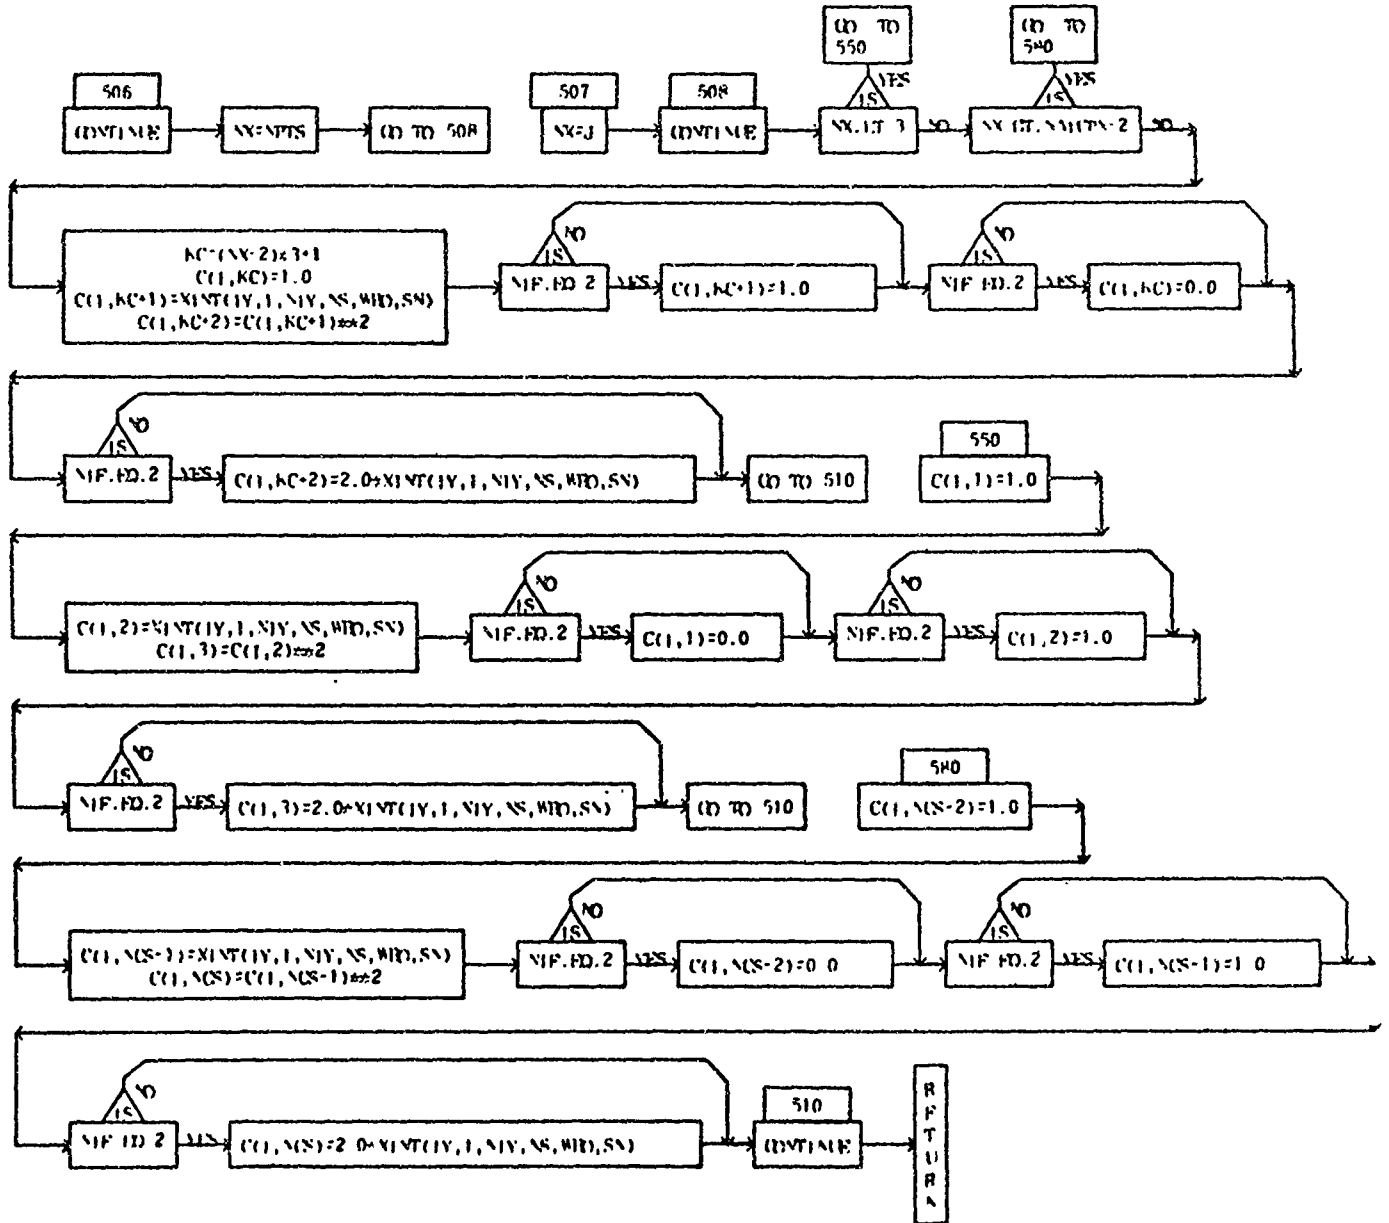 GO TO
550
GO TO
580
506
507
508
YES
YES
IS
IS
CONTINUE
NX=NPTS
GO TO 508
NX=J
CONTINUE
NX.LT.3
NO
NO
NO
KC=(NX-2)*3+1
C(I,KC)=1.0
C(I,KC+1)=XINT(IY,I,NIY,NS,WRO,SN)
C(I,KC+2)=C(I,KC+1)**2
IS
NO
IS
NIF.EQ.2
YES
C(I,KC+1)=1.0
NIF.EQ.2
YES
C(I,KC)=0.0
NO
IS
NIF.EQ.2
YES
C(I,KC+2)=2.0*XINT(IY,I,NIY,NS,WRO,SN)
GO TO 510
550
C(I,1)=1.0
C(I,2)=XINT(IY,I,NIY,NS,WRO,SN)
C(I,3)=C(I,2)**2
NO
IS
NO
IS
NIF.EQ.2
YES
C(I,1)=0.0
NIF.EQ.2
YES
C(I,2)=1.0
NO
IS
NIF.EQ.2
YES
C(I,3)=2.0*XINT(IY,I,NIY,NS,WRO,SN)
GO TO 510
580
C(I,NCS-2)=1.0
C(I,NCS-1)=XINT(IY,I,NIY,NS,WRO,SN)
C(I,NCS)=C(I,NCS-1)**2
NO
IS
NO
IS
NIF.EQ.2
YES
C(I,NCS-2)=0.0
NIF.EQ.2
YES
C(I,NCS-1)=1.0
NO
IS
NIF.EQ.2
YES
C(I,NCS)=2.0*XINT(IY,I,NIY,NS,WRO,SN)
510
CONTINUE
RETURN